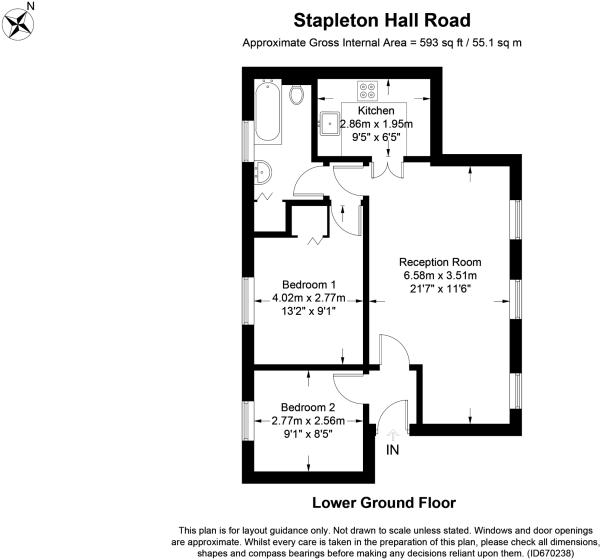 N
Stapleton Hall Road
Approximate Gross Internal Area = 593 sq ft / 55.1 sq m
Kitchen
2.86m x 1.95m
9'5" x 6'5"
Reception Room
6.58m x 3.51m
21'7" x 11'6"
Bedroom 1
4.02m x 2.77m
13'2" x 9'1"
Bedroom 2
2.77m x 2.56m
9'1" x 8'5"
IN
Lower Ground Floor
This plan is for layout guidance only. Not drawn to scale unless stated. Windows and door openings
are approximate. Whilst every care is taken in the preparation of this plan, please check all dimensions,
shapes and compass bearings before making any decisions reliant upon them. (ID670238)